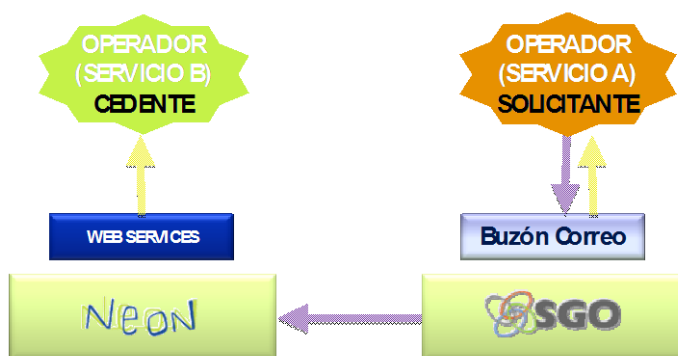 OPERADOR
(SERVICIO B)
CEDENTE
OPERADOR
(SERVICIO A)
SOLICITANTE
WEB SERVICES
Buzón Correo
NeoN
SGO